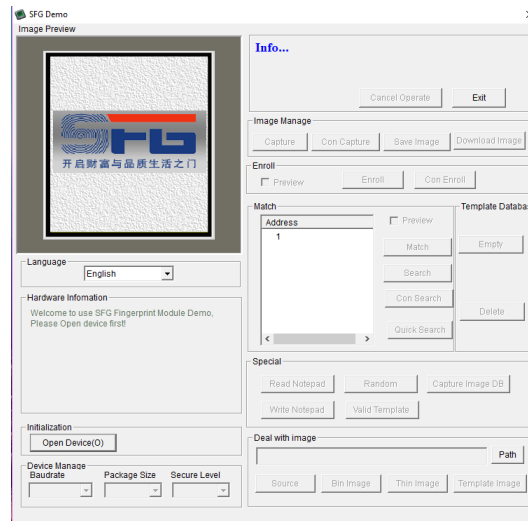 SFG Demo
Image Preview
SFG
开启财富与品质生活之门
Language
English
Hardware Infomation
Welcome to use SFG Fingerprint Module Demo,
Please Open device first!
Initialization
Open Device(O)
Device Manage
Baudrate Package Size Secure Level
Info...
Cancel Operate Exit
Image Manage
Capture Con Capture Save Image Download Image
Enroll
Preview Enroll Con Enroll
Match
Address
1
Preview
Match
Search
Con Search
Quick Search
Template Databa
Empty
Delete
Special
Read Notepad Random Capture Image DB
Write Notepad Valid Template
Deal with image
Path
Source Bin Image Thin Image Template Image